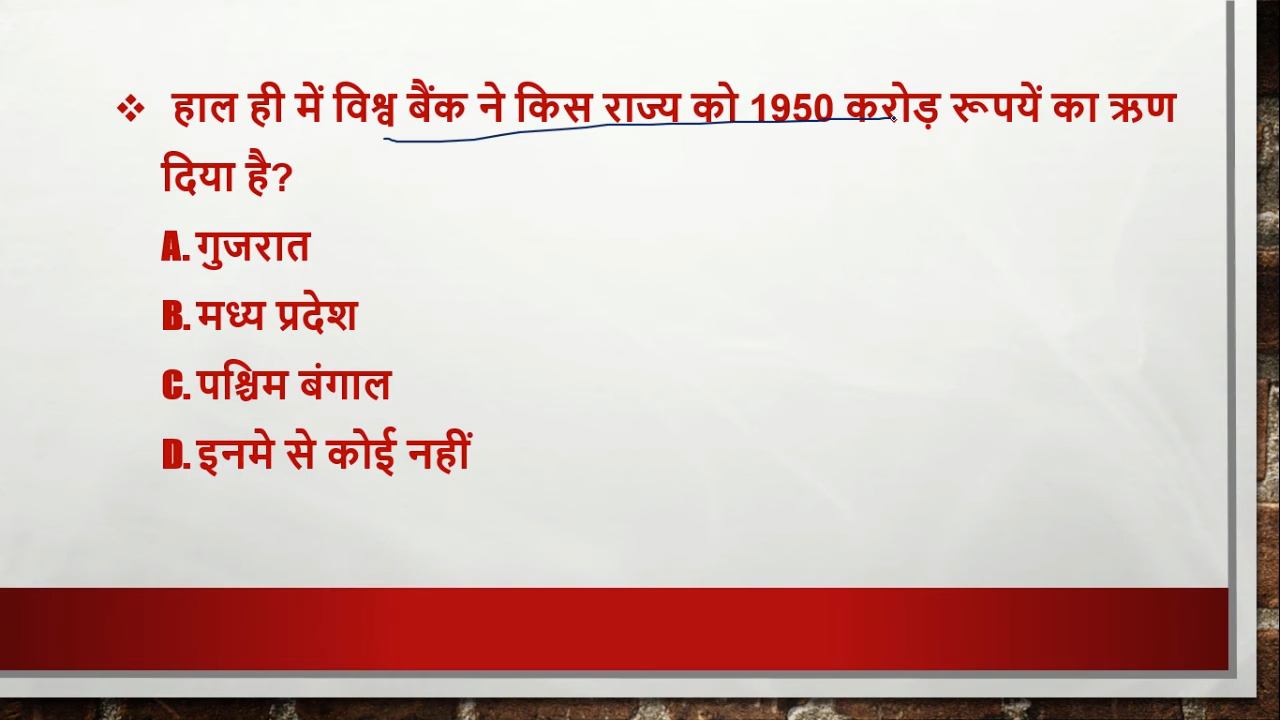 ❖ हाल ही में विश्व बैंक ने किस राज्य को 1950 करोड़ रूपयें का ऋण
दिया है?
A. गुजरात
B. मध्य प्रदेश
C. पश्चिम बंगाल
D. इनमे से कोई नहीं